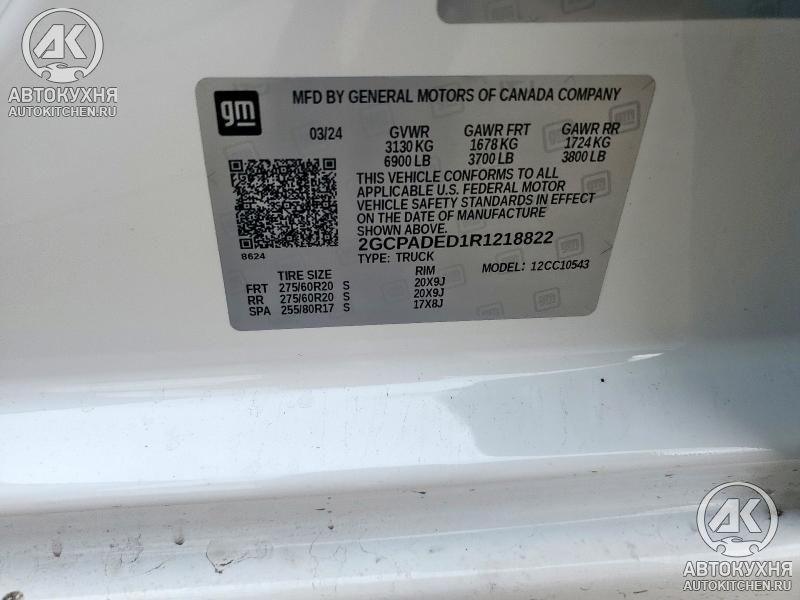 AK
АВТОКУХНЯ
AUTOKITCHEN.RU
gm
MFD BY GENERAL MOTORS OF CANADA COMPANY
03/24 GVWR GAWR FRT GAWR RR
3130 KG 1678 KG 1724 KG
6900 LB 3700 LB 3800 LB
THIS VEHICLE CONFORMS TO ALL
APPLICABLE U.S. FEDERAL MOTOR
VEHICLE SAFETY STANDARDS IN EFFECT
ON THE DATE OF MANUFACTURE
SHOWN ABOVE.
8624
2GCPADED1R1218822
TYPE: TRUCK MODEL: 12CC10543
TIRE SIZE RIM
FRT 275/60R20 S 20X9J
RR 275/60R20 S 20X9J
SPA 255/80R17 S 17X8J
AK
АВТОКУХНЯ
AUTOKITCHEN.RU